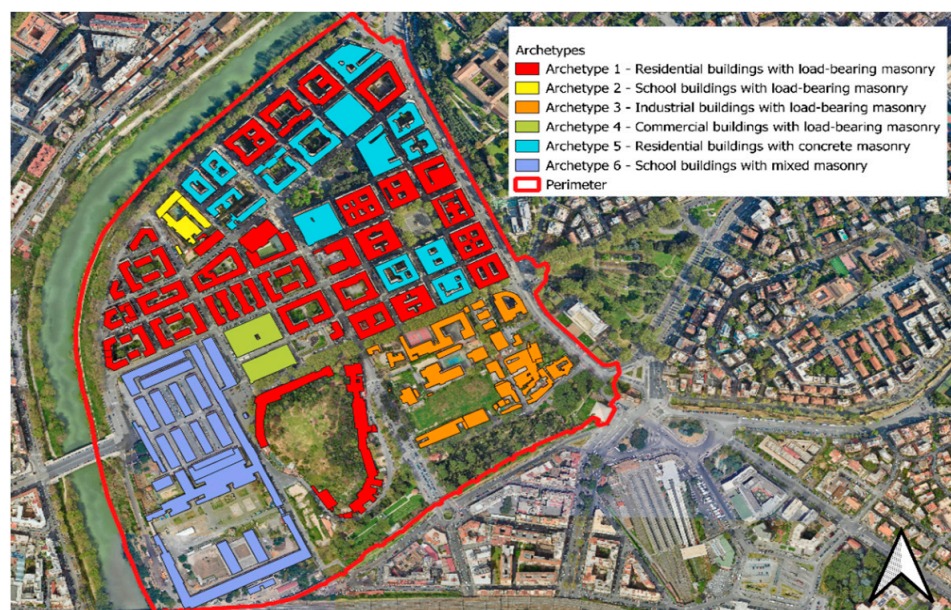 Archetypes
Archetype 1 - Residential buildings with load-bearing masonry
Archetype 2 - School buildings with load-bearing masonry
Archetype 3 - Industrial buildings with load-bearing masonry
Archetype 4 - Commercial buildings with load-bearing masonry
Archetype 5 - Residential buildings with concrete masonry
Archetype 6 - School buildings with mixed masonry
Perimeter